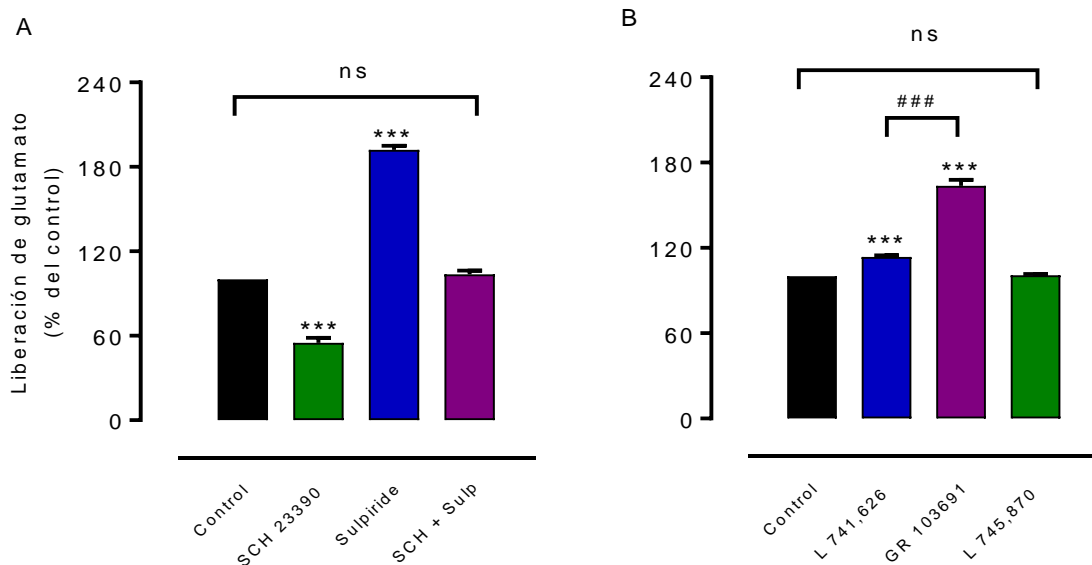 A
Liberación de glutamato
(% del control)
240
180
120
60
0
ns
***
***
Control
SCH 23390
Sulpiride
SCH + Sulp
B
240
180
120
60
0
ns
###
***
***
Control
L 741,626
GR 103691
L 745,870